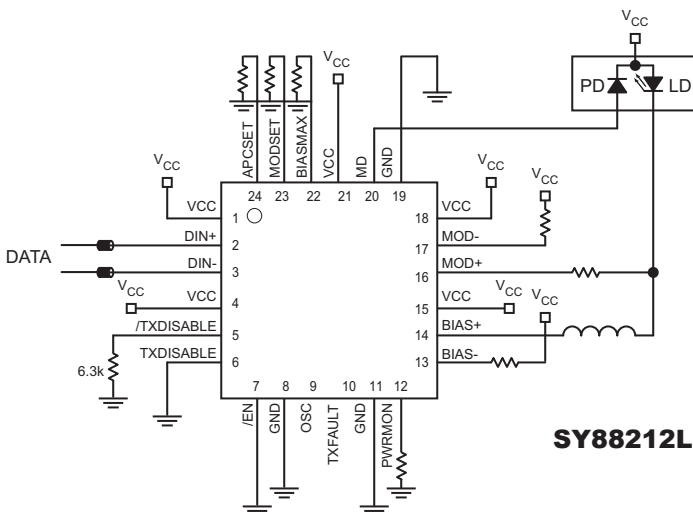 VCC
VCC
PD
LD
APCSET
MODSET
BIASMAX
VCC
MD
GND
24
23
22
21
20
19
VCC
VCC
1
VCC
18
VCC
DATA
DIN+
2
17
MOD-
DIN-
3
16
MOD+
VCC
VCC
4
15
VCC
VCC
/TXDISABLE
5
14
BIAS+
TXDISABLE
6
13
BIAS-
6.3k
7
8
9
10
11
12
/EN
GND
OSC
TXFAULT
GND
PWRMON
SY88212L